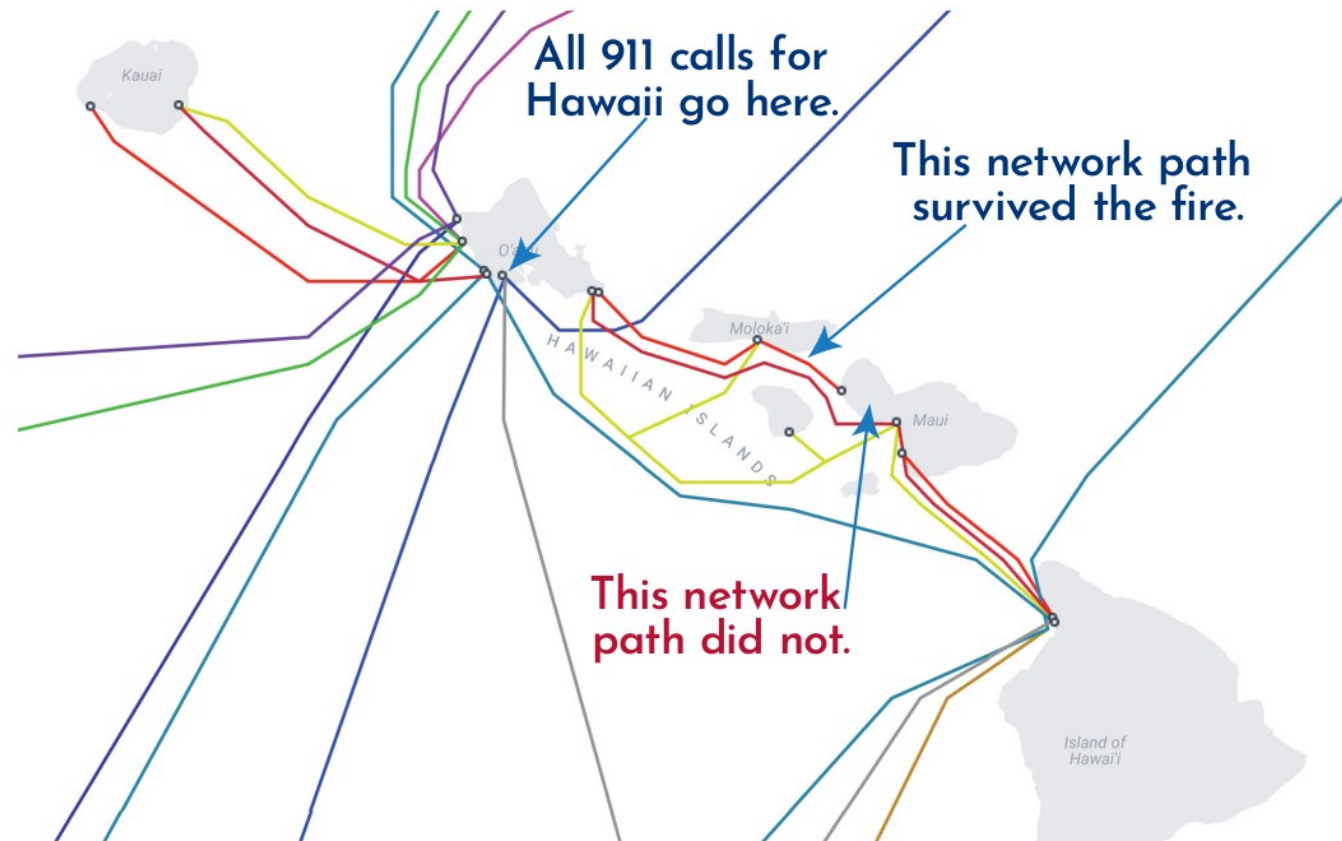 Kauai
All 911 calls for
Hawaii go here.
This network path
survived the fire.
O'ahu
Moloka'i
HAWAIIAN ISLANDS
Maui
This network
path did not.
Island of
Hawai'i